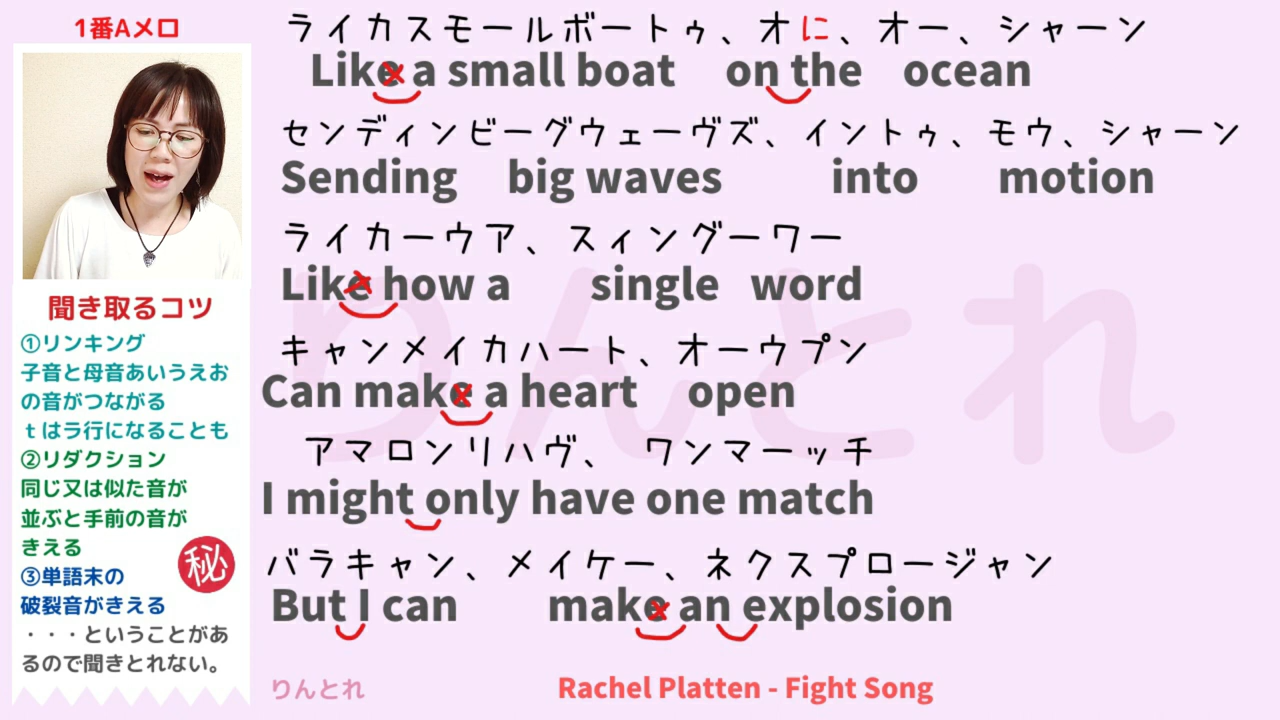 1番Aメロ
聞き取るコツ
①リンキング
子音と母音あいうえお
の音がつながる
tはラ行になることも
②リダクション
同じ又は似た音が
並ぶと手前の音が
きえる
秘
③単語末の
破裂音がきえる
・・・ということがあ
るので聞きとれない。
ライカスモールボートゥ、オに、オー、シャーン
Like a small boat on the ocean
センディンビーグウェーヴズ、イントゥ、モウ、シャーン
Sending big waves into motion
ライカーウア、スィングーワー
Like how a single word
キャンメイカハート、オーウプン
Can make a heart open
アマロンリハヴ、 ワンマーッチ
I might only have one match
バラキャン、メイケー、ネクスプロージャン
But I can make an explosion
りんとれ
りんとれ
Rachel Platten - Fight Song